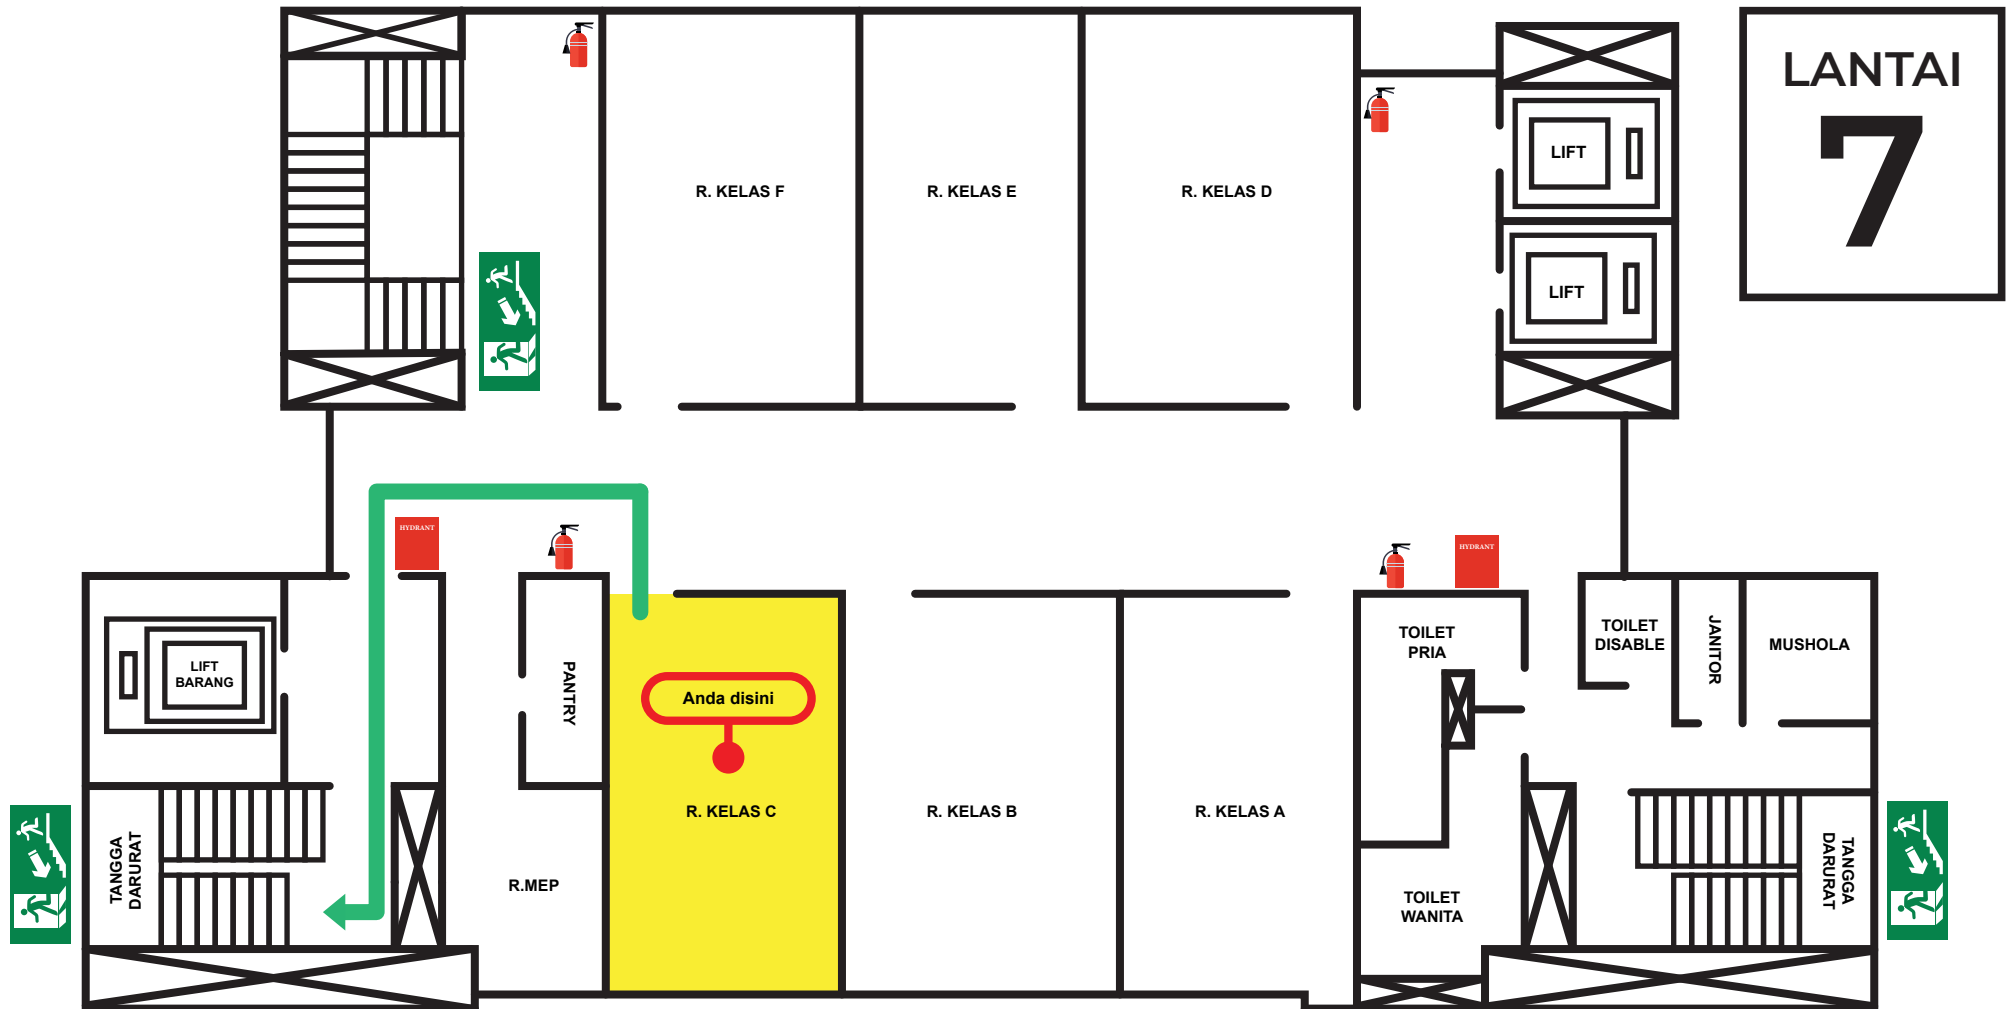 LANTAI
7
LIFT
R. KELAS F
R. KELAS E
R. KELAS D
LIFT
HYDRANT
HYDRANT
TOILET
PRIA
TOILET
DISABLE
JANITOR
MUSHOLA
LIFT
BARANG
PANTRY
Anda disini
R. KELAS C
R. KELAS B
R. KELAS A
TANGGA
DARURAT
R.MEP
TOILET
WANITA
TANGGA
DARURAT